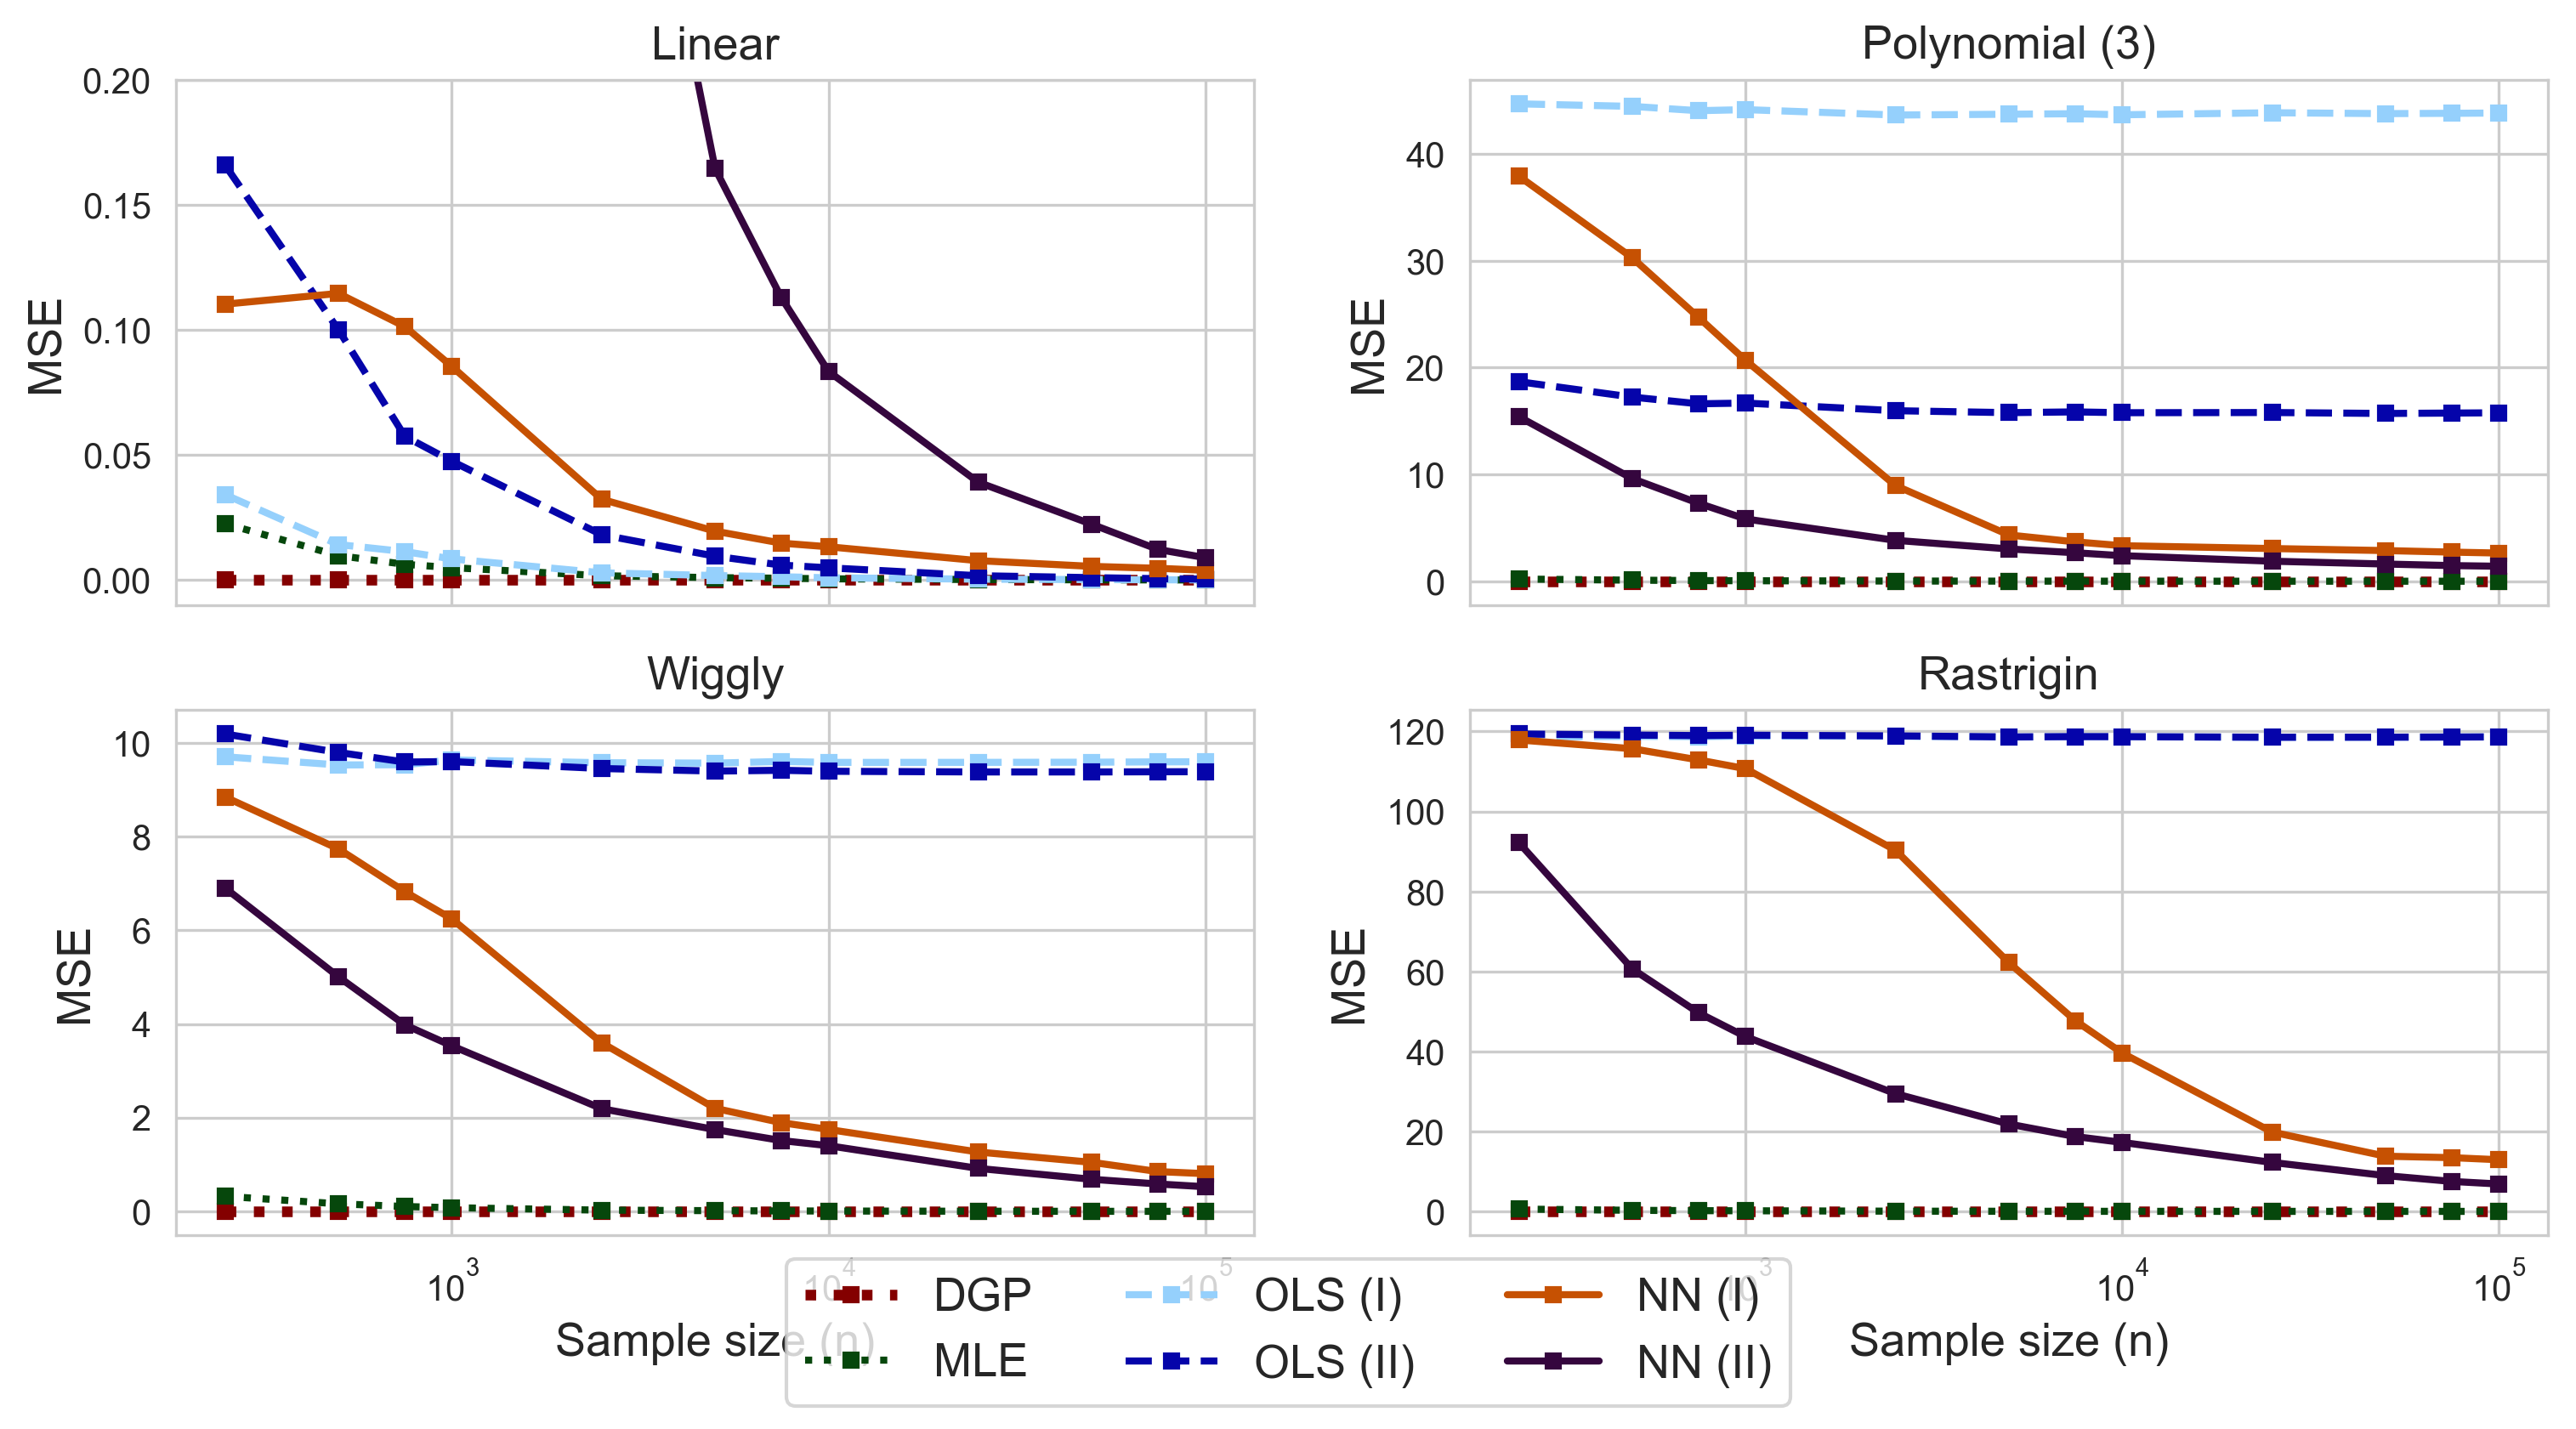 Linear
0.20
0.15
0.10
0.05
0.00
MSE
Polynomial (3)
40
30
20
10
0
MSE
Wiggly
10
8
6
4
2
0
MSE
10^3
10^4
10^5
Sample size (n)
Rastrigin
120
100
80
60
40
20
0
MSE
10^3
10^4
10^5
Sample size (n)
DGP
MLE
OLS (I)
OLS (II)
NN (I)
NN (II)